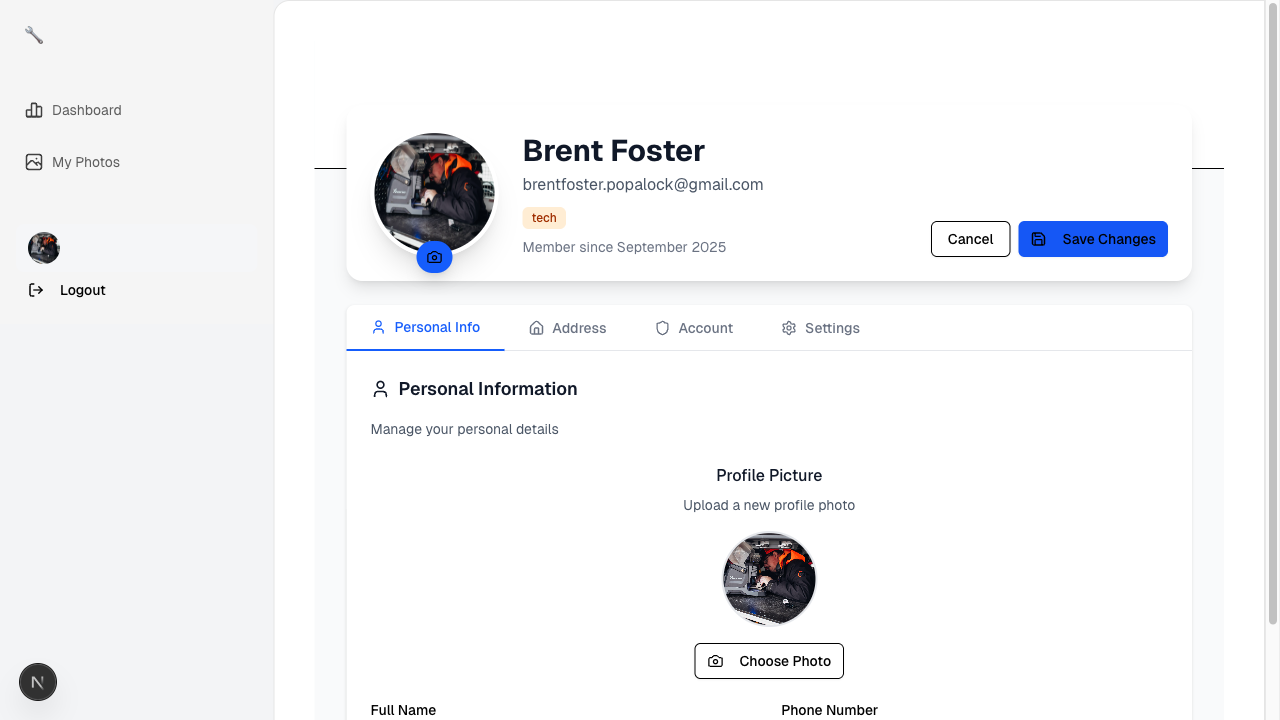 Dashboard
My Photos
Logout
N
Brent Foster
brentfoster.popalock@gmail.com
tech
Member since September 2025
Cancel
Save Changes
Personal Info
Address
Account
Settings
Personal Information
Manage your personal details
Profile Picture
Upload a new profile photo
Choose Photo
Full Name
Phone Number